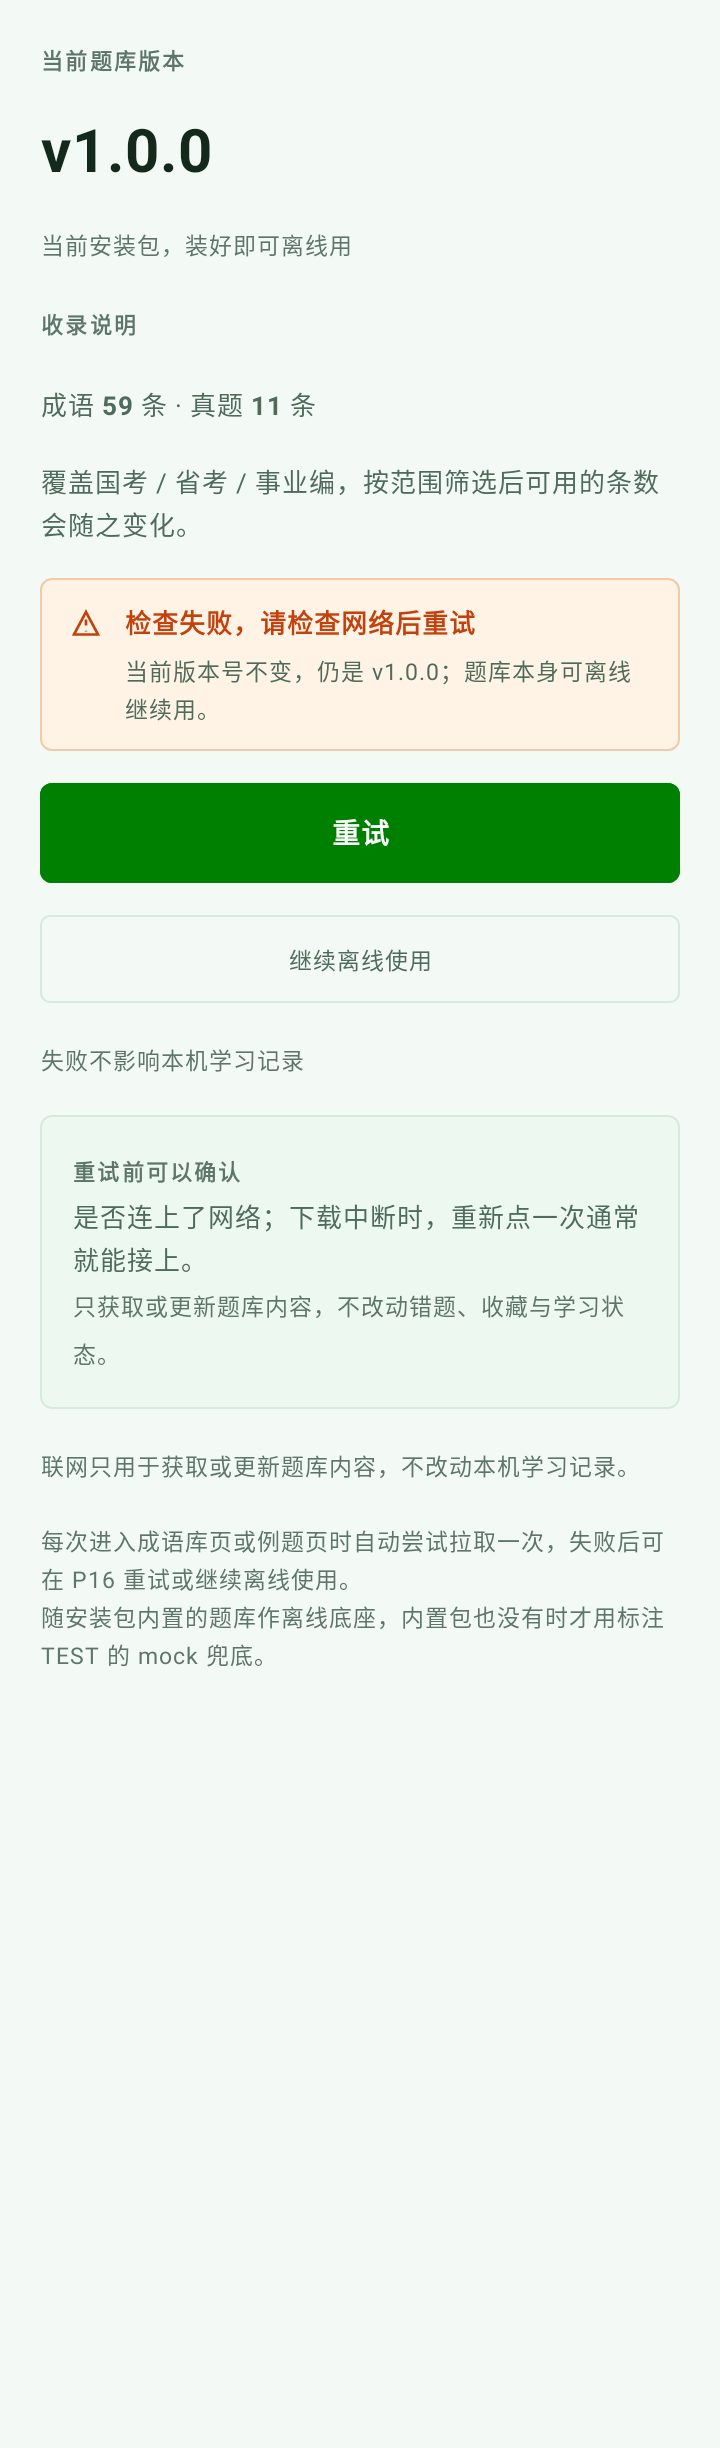 当前题库版本
v1.0.0
当前安装包，装好即可离线用
收录说明
成语 59 条 · 真题 11 条
覆盖国考 / 省考 / 事业编，按范围筛选后可用的条数
会随之变化。
检查失败，请检查网络后重试
当前版本号不变，仍是 v1.0.0；题库本身可离线
继续用。
重试
继续离线使用
失败不影响本机学习记录
重试前可以确认
是否连上了网络；下载中断时，重新点一次通常
就能接上。
只获取或更新题库内容，不改动错题、收藏与学习状
态。
联网只用于获取或更新题库内容，不改动本机学习记录。
每次进入成语库页或例题页时自动尝试拉取一次，失败后可
在 P16 重试或继续离线使用。
随安装包内置的题库作离线底座，内置包也没有时才用标注
TEST 的 mock 兜底。